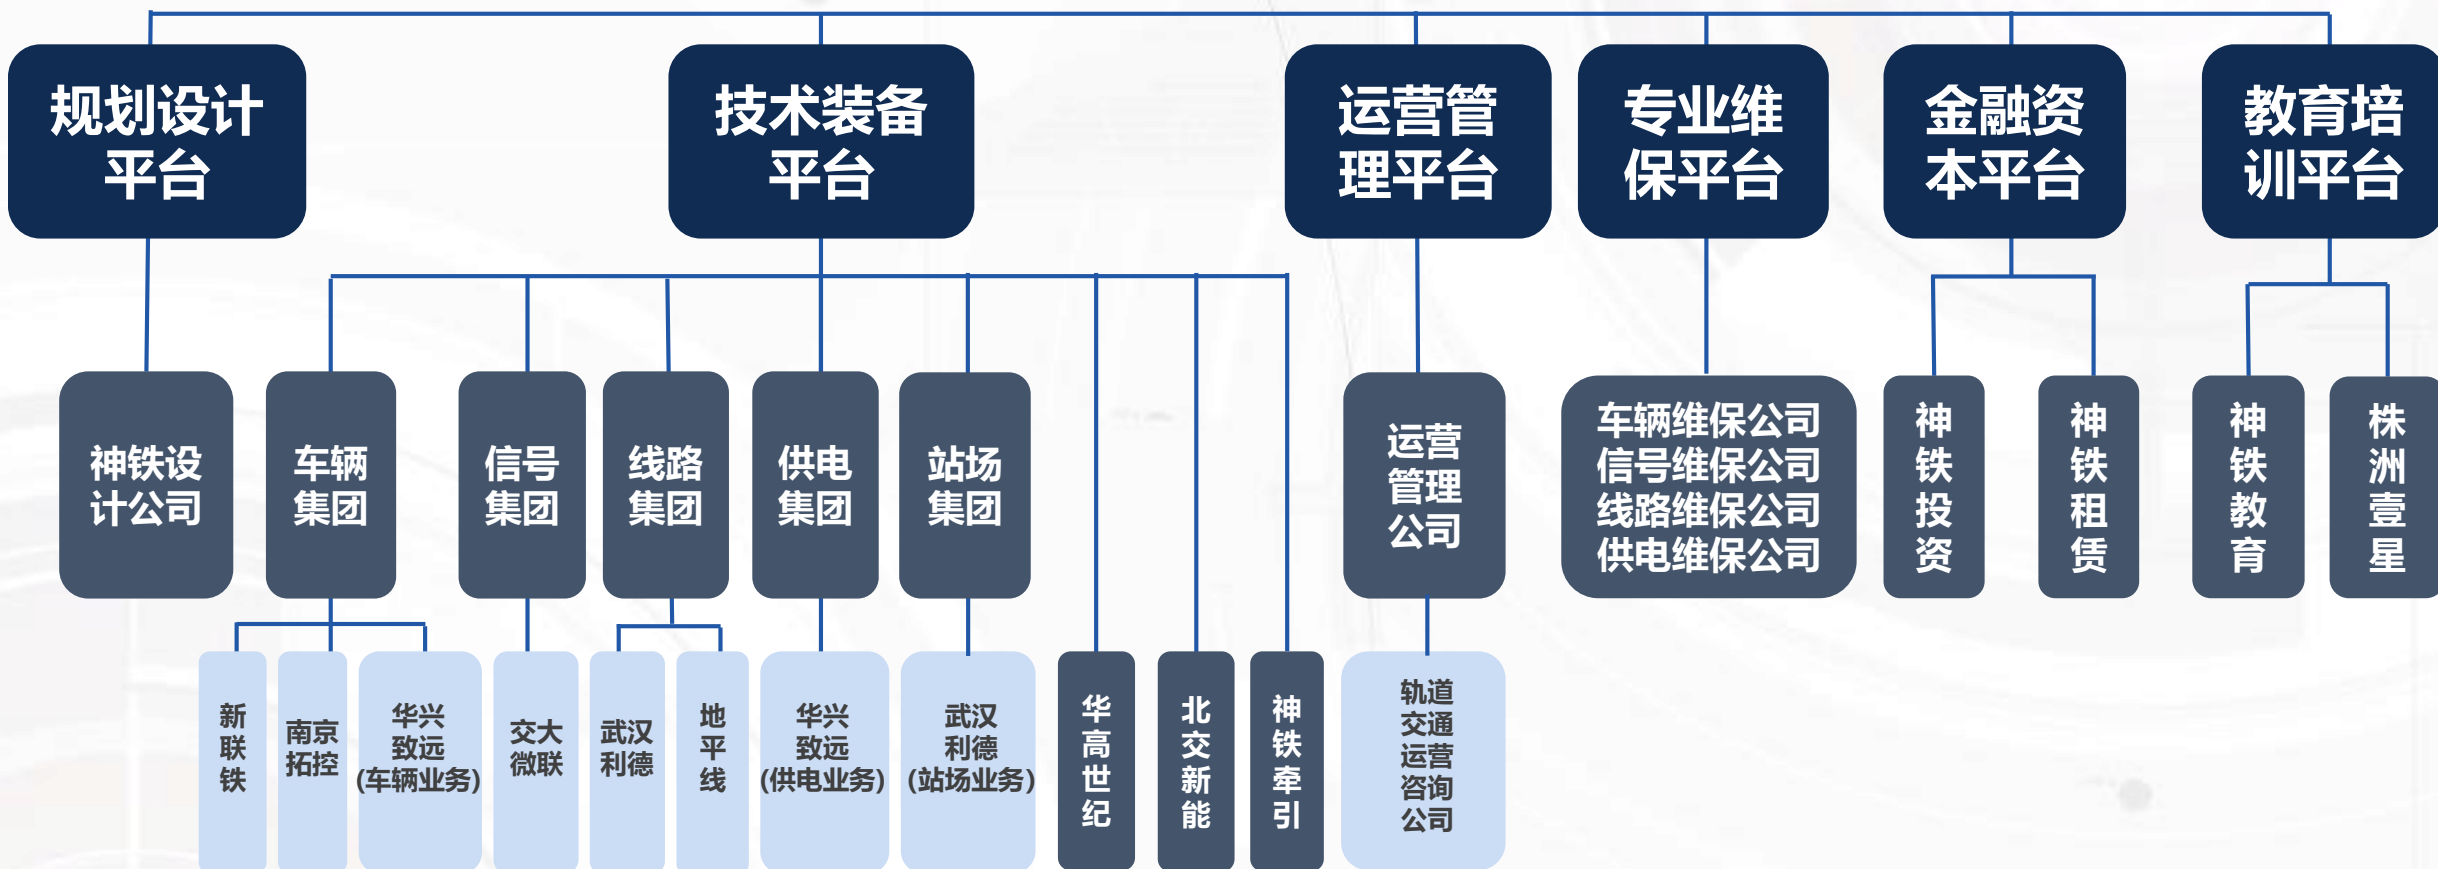 规划设计
平台
技术装备
平台
运营管
理平台
专业维
保平台
金融资
本平台
教育培
训平台
神铁设
计公司
车辆
集团
信号
集团
线路
集团
供电
集团
站场
集团
运营
管理
公司
车辆维保公司
信号维保公司
线路维保公司
供电维保公司
神铁投资
神铁租赁
神铁教育
株洲壹星
新联铁
南京
拓控
华兴
致远
(车辆业务)
交大
微联
武汉
利德
地平线
华兴
致远
(供电业务)
武汉
利德
(站场业务)
华高世纪
北交新能
神铁牵引
轨道
交通
运营
咨询
公司